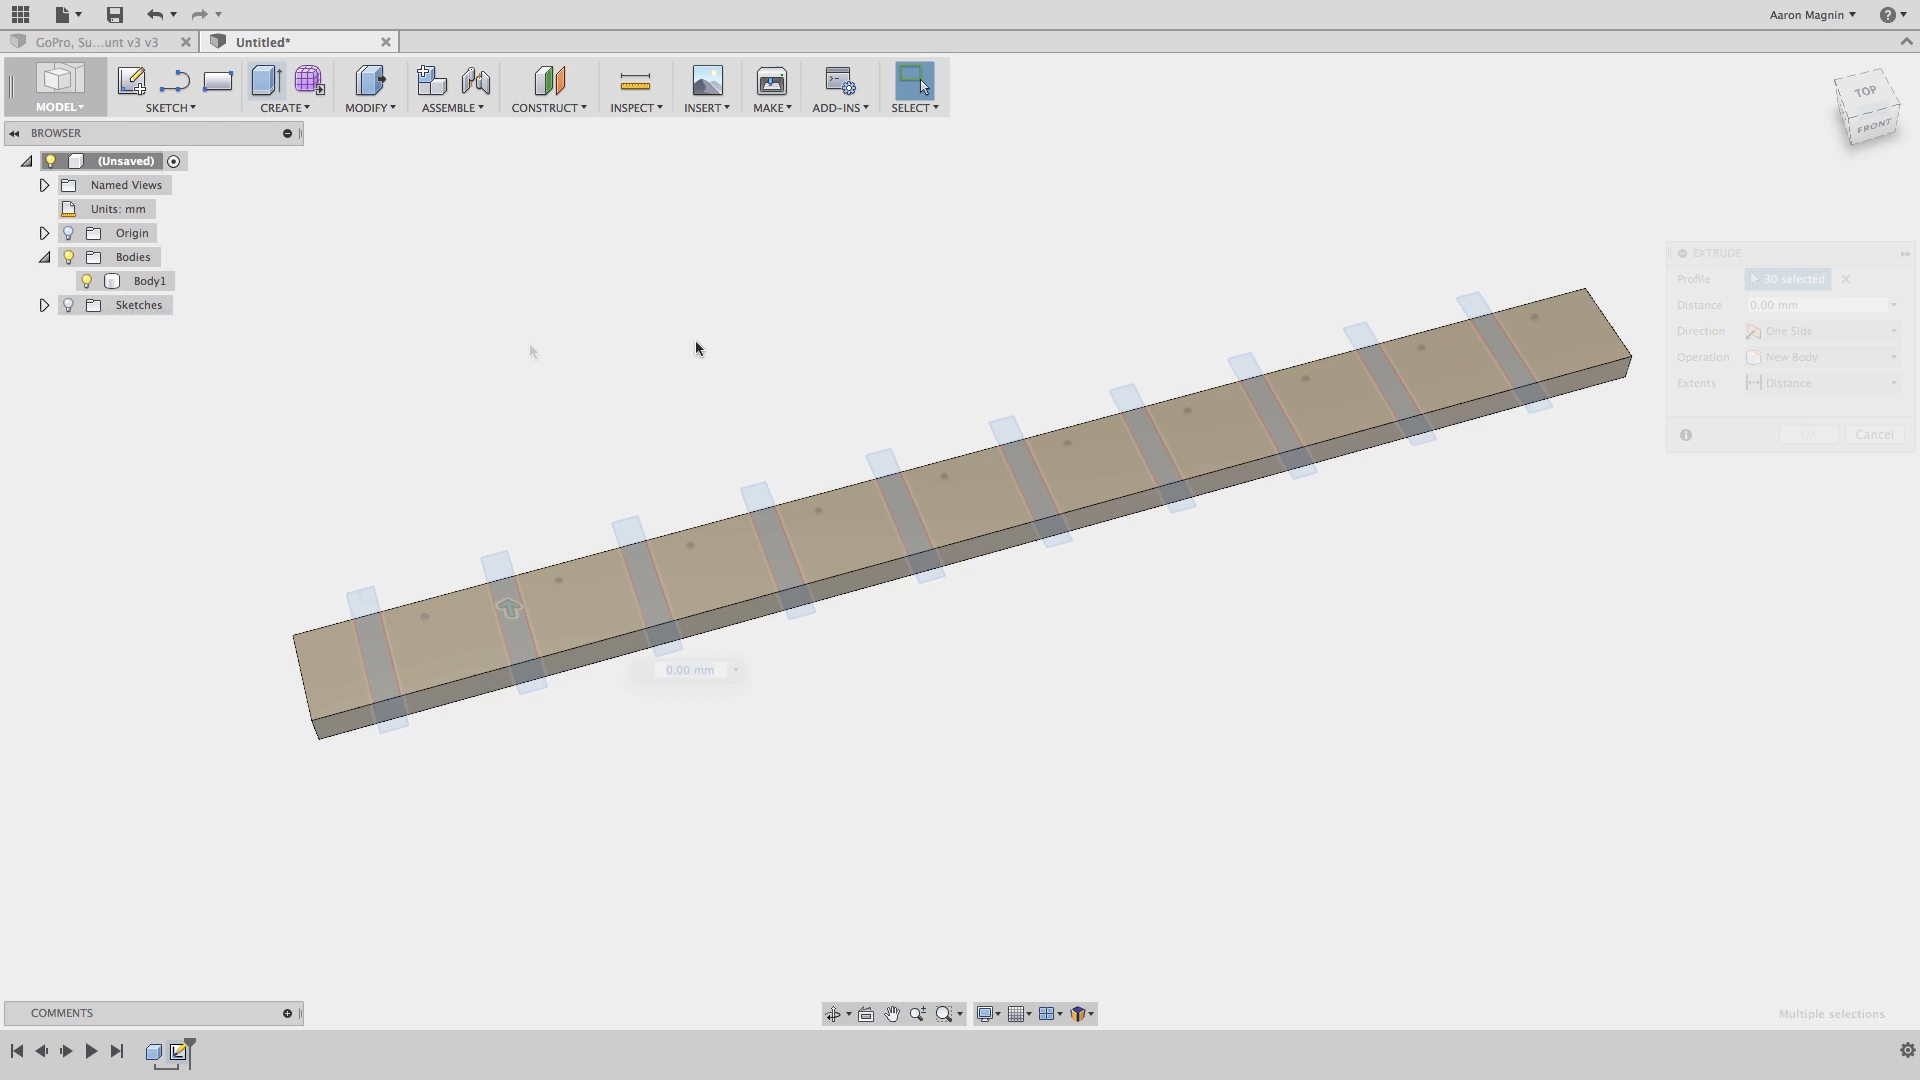 Aaron Magnin
GoPro, Su...unt v3 v3
Untitled*
MODEL
SKETCH
CREATE
MODIFY
ASSEMBLE
CONSTRUCT
INSPECT
INSERT
MAKE
ADD-INS
SELECT
TOP
FRONT
BROWSER
(Unsaved)
Named Views
Units: mm
Origin
Bodies
Body1
Sketches
EXTRUDE
Profile 30 selected
Distance 0.00 mm
Direction One Side
Operation New Body
Extents Distance
OK Cancel
0.00 mm
COMMENTS
Multiple selections